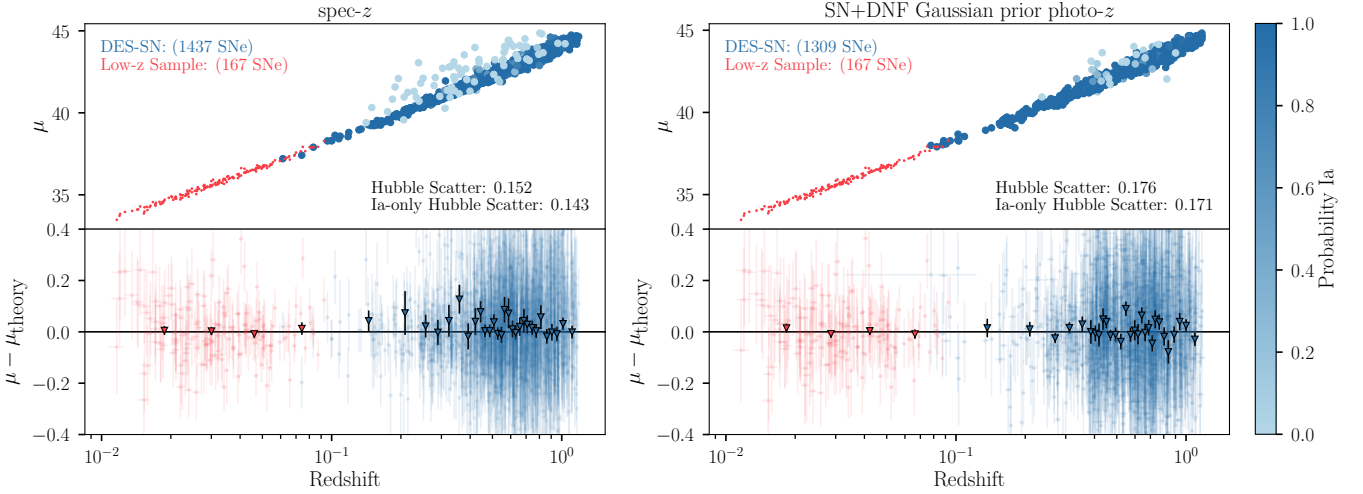 spec-z
DES-SN: (1437 SNe)
Low-z Sample: (167 SNe)
Hubble Scatter: 0.152
Ia-only Hubble Scatter: 0.143
μ
45
40
35
μ − μtheory
0.4
0.2
0.0
−0.2
−0.4
10⁻²
10⁻¹
10⁰
Redshift
SN+DNF Gaussian prior photo-z
DES-SN: (1309 SNe)
Low-z Sample: (167 SNe)
Hubble Scatter: 0.176
Ia-only Hubble Scatter: 0.171
μ
45
40
35
μ − μtheory
0.4
0.2
0.0
−0.2
−0.4
10⁻²
10⁻¹
10⁰
Redshift
1.0
0.8
0.6
0.4
0.2
0.0
Probability Ia